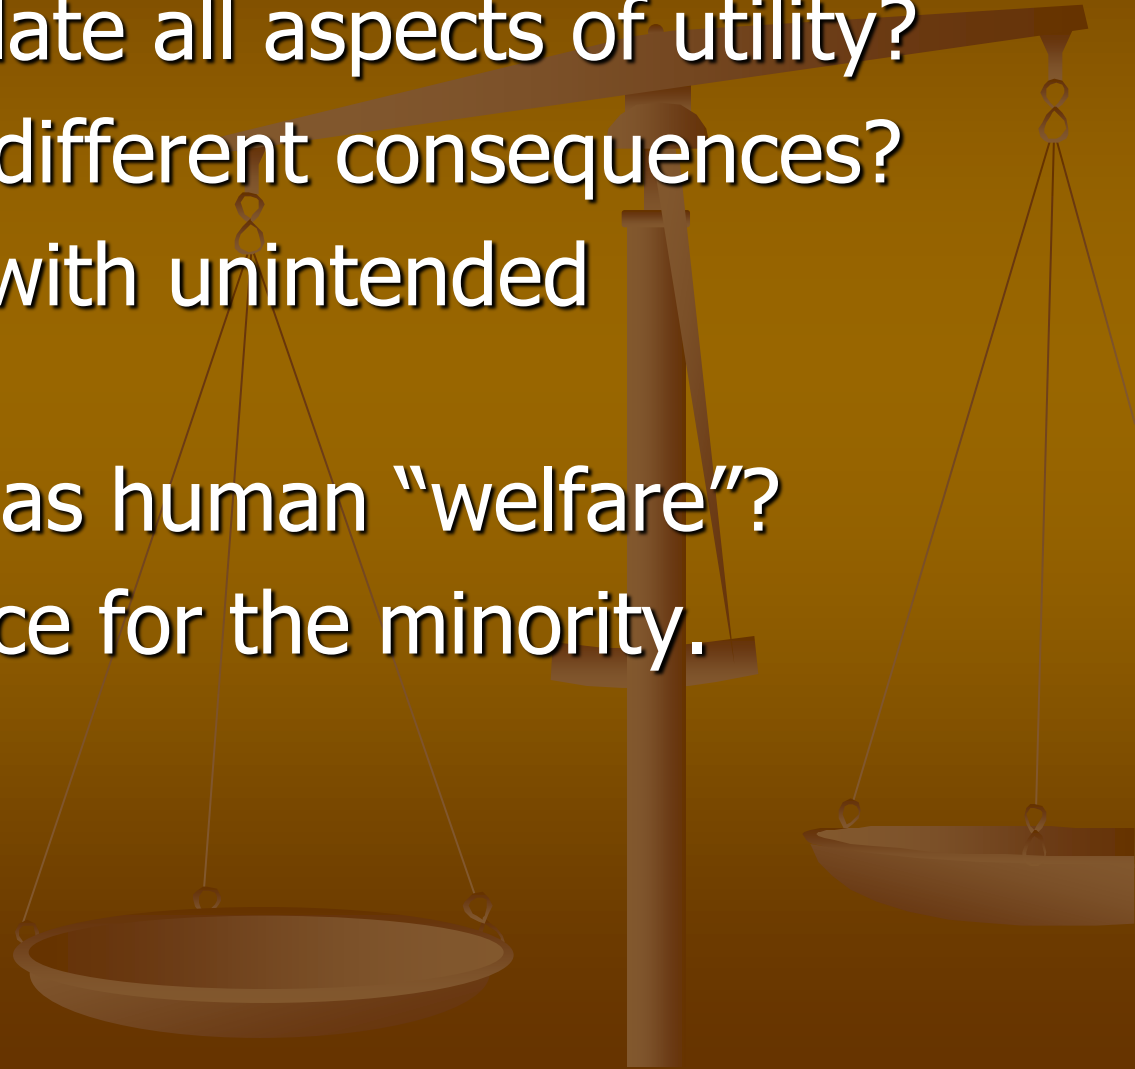 late all aspects of utility?
different consequences?
with unintended
as human “welfare”?
ce for the minority.